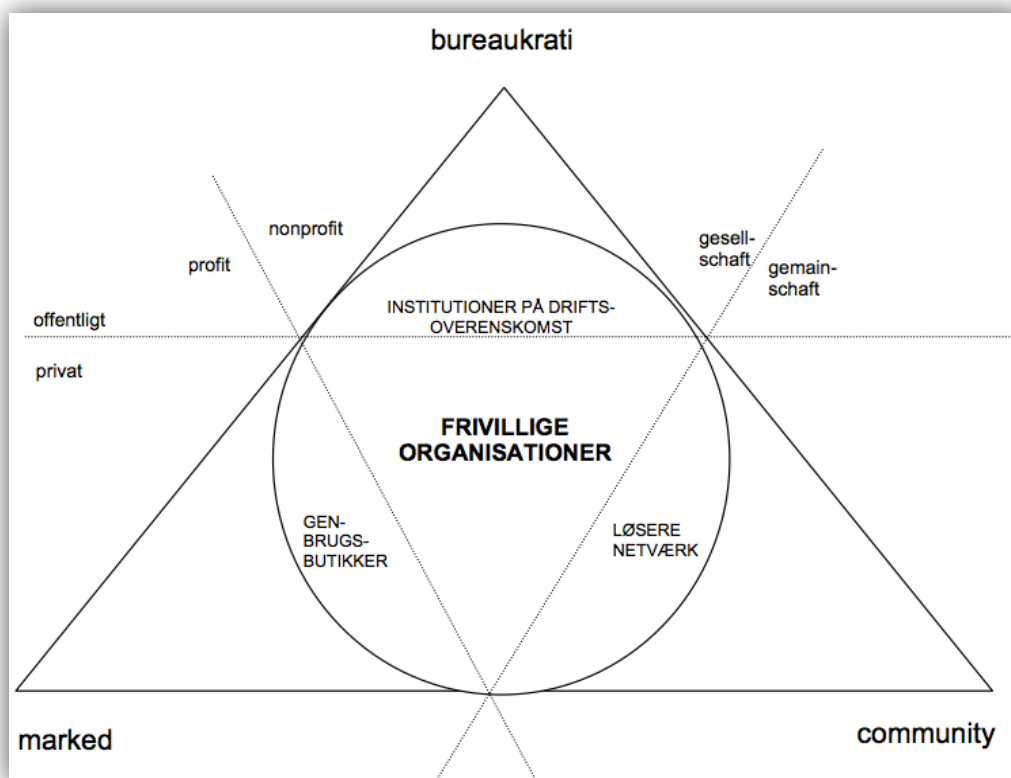 bureaukrati
nonprofit
profit
gesell-
schaft
gemain-
schaft
offentligt
privat
INSTITUTIONER PÅ DRIFTS-
OVERENSKOMST
FRIVILLIGE
ORGANISATIONER
GEN-
BRUGS-
BUTIKKER
LØSERE
NETVÆRK
marked
community